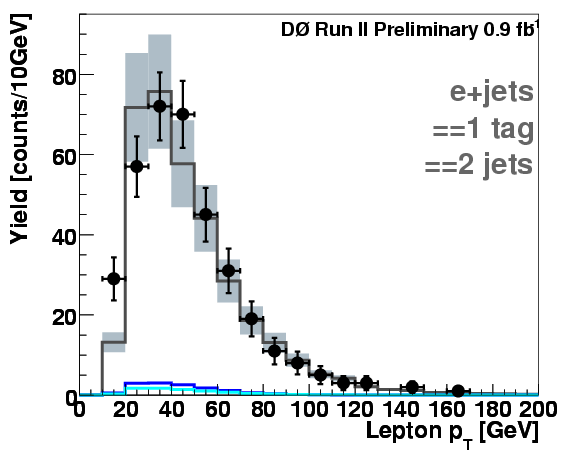 DØ Run II Preliminary 0.9 fb-1
e+jets
==1 tag
==2 jets
Yield [counts/10GeV]
80
60
40
20
0
0 20 40 60 80 100 120 140 160 180 200
Lepton pT [GeV]